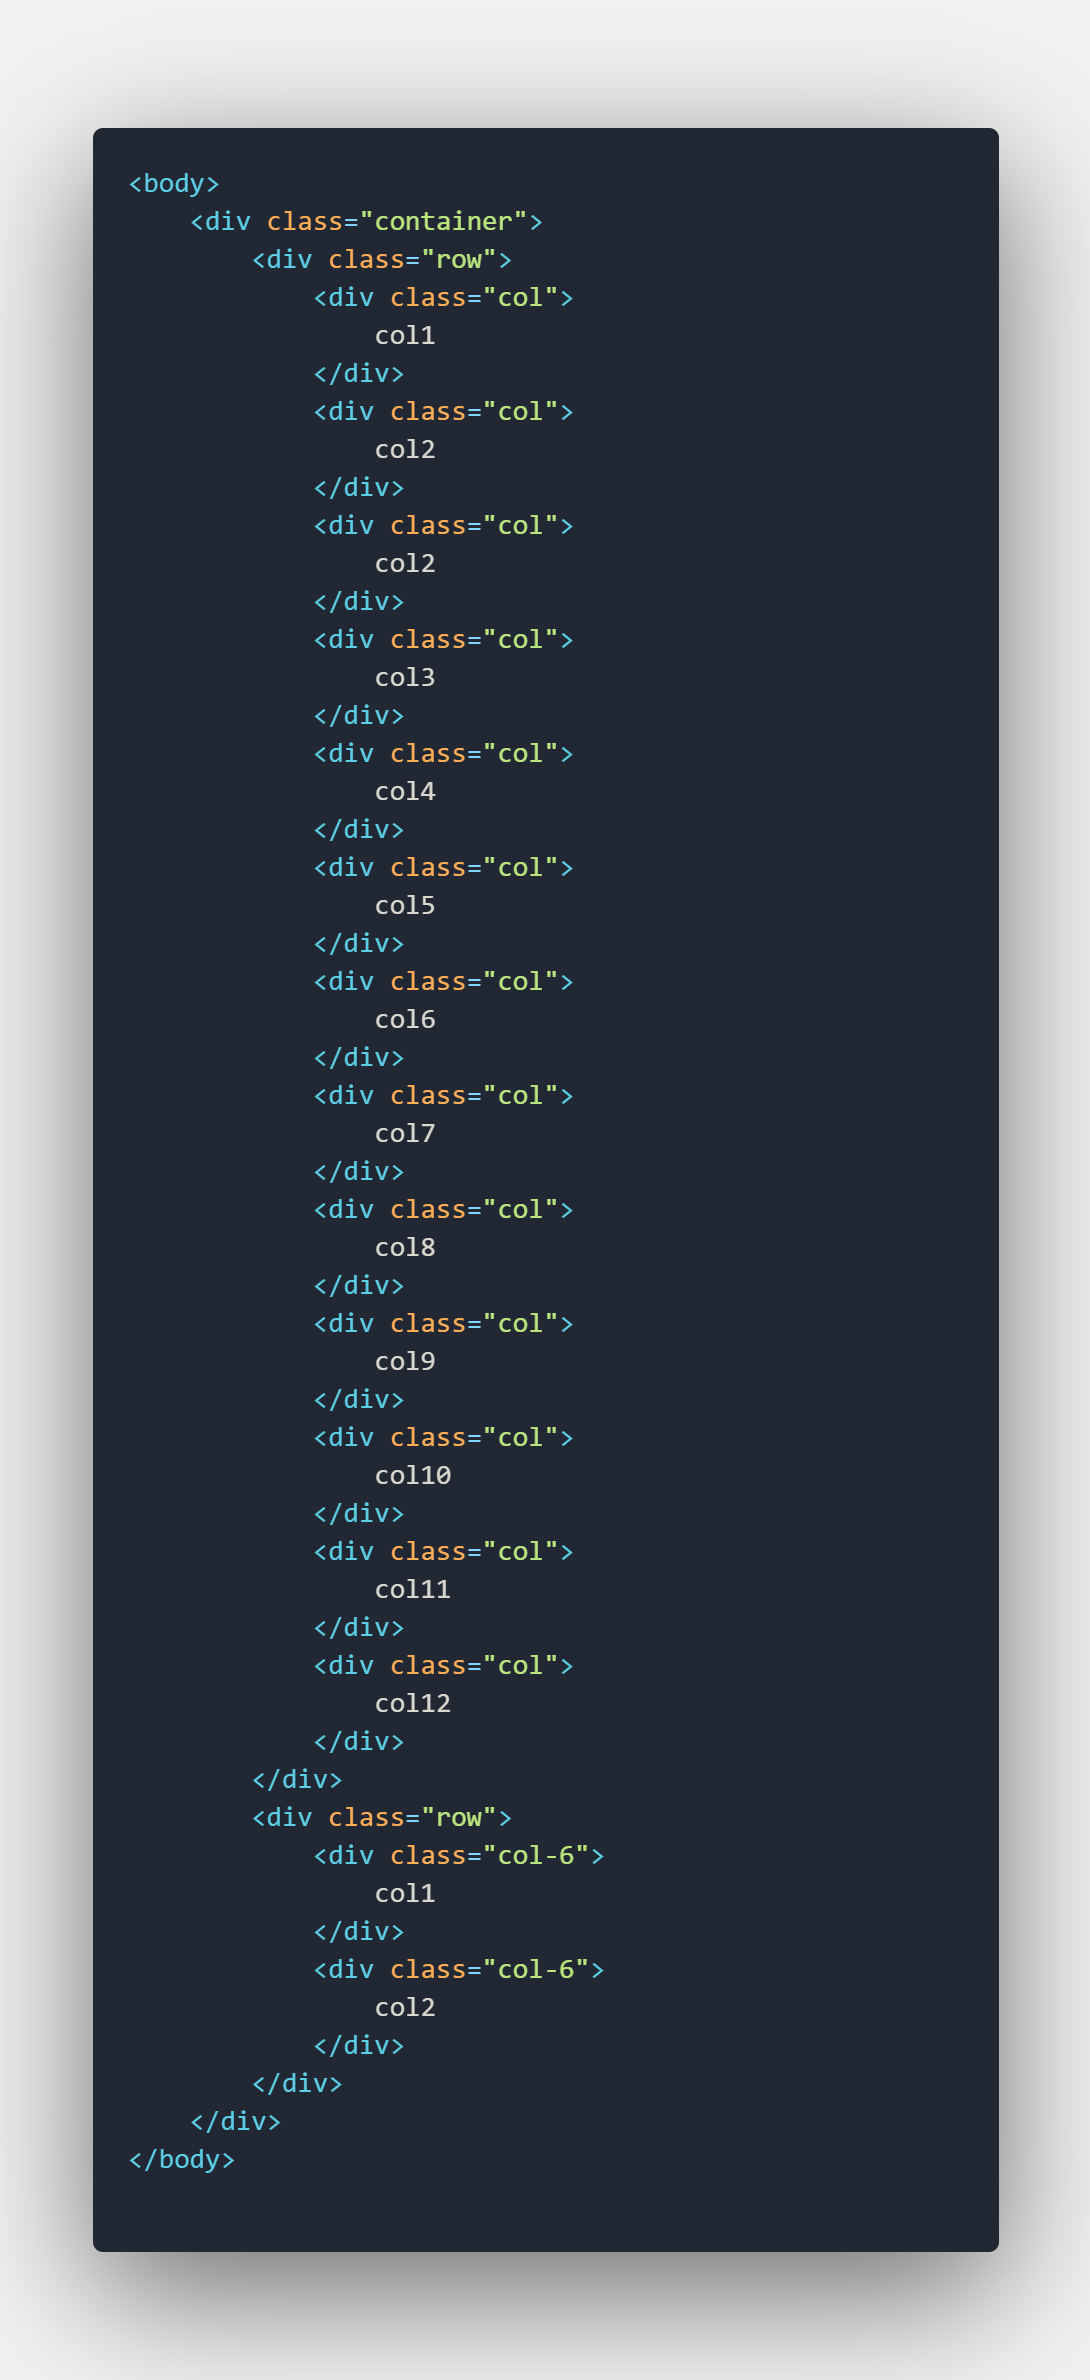 <body>
    <div class="container">
        <div class="row">
            <div class="col">
                col1
            </div>
            <div class="col">
                col2
            </div>
            <div class="col">
                col2
            </div>
            <div class="col">
                col3
            </div>
            <div class="col">
                col4
            </div>
            <div class="col">
                col5
            </div>
            <div class="col">
                col6
            </div>
            <div class="col">
                col7
            </div>
            <div class="col">
                col8
            </div>
            <div class="col">
                col9
            </div>
            <div class="col">
                col10
            </div>
            <div class="col">
                col11
            </div>
            <div class="col">
                col12
            </div>
        </div>
        <div class="row">
            <div class="col-6">
                col1
            </div>
            <div class="col-6">
                col2
            </div>
        </div>
    </div>
</body>